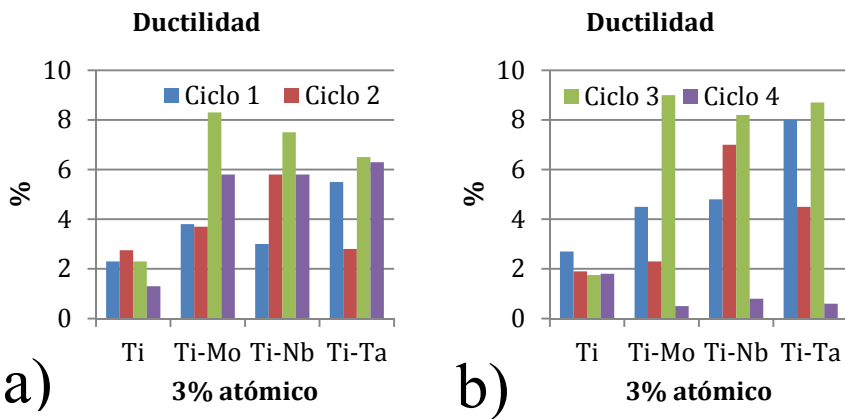 Ductilidad
10
8
6
4
2
0
%
Ciclo 1 Ciclo 2
Ti Ti-Mo Ti-Nb Ti-Ta
3% atómico
a)
Ductilidad
10
8
6
4
2
0
%
Ciclo 3 Ciclo 4
Ti Ti-Mo Ti-Nb Ti-Ta
3% atómico
b)